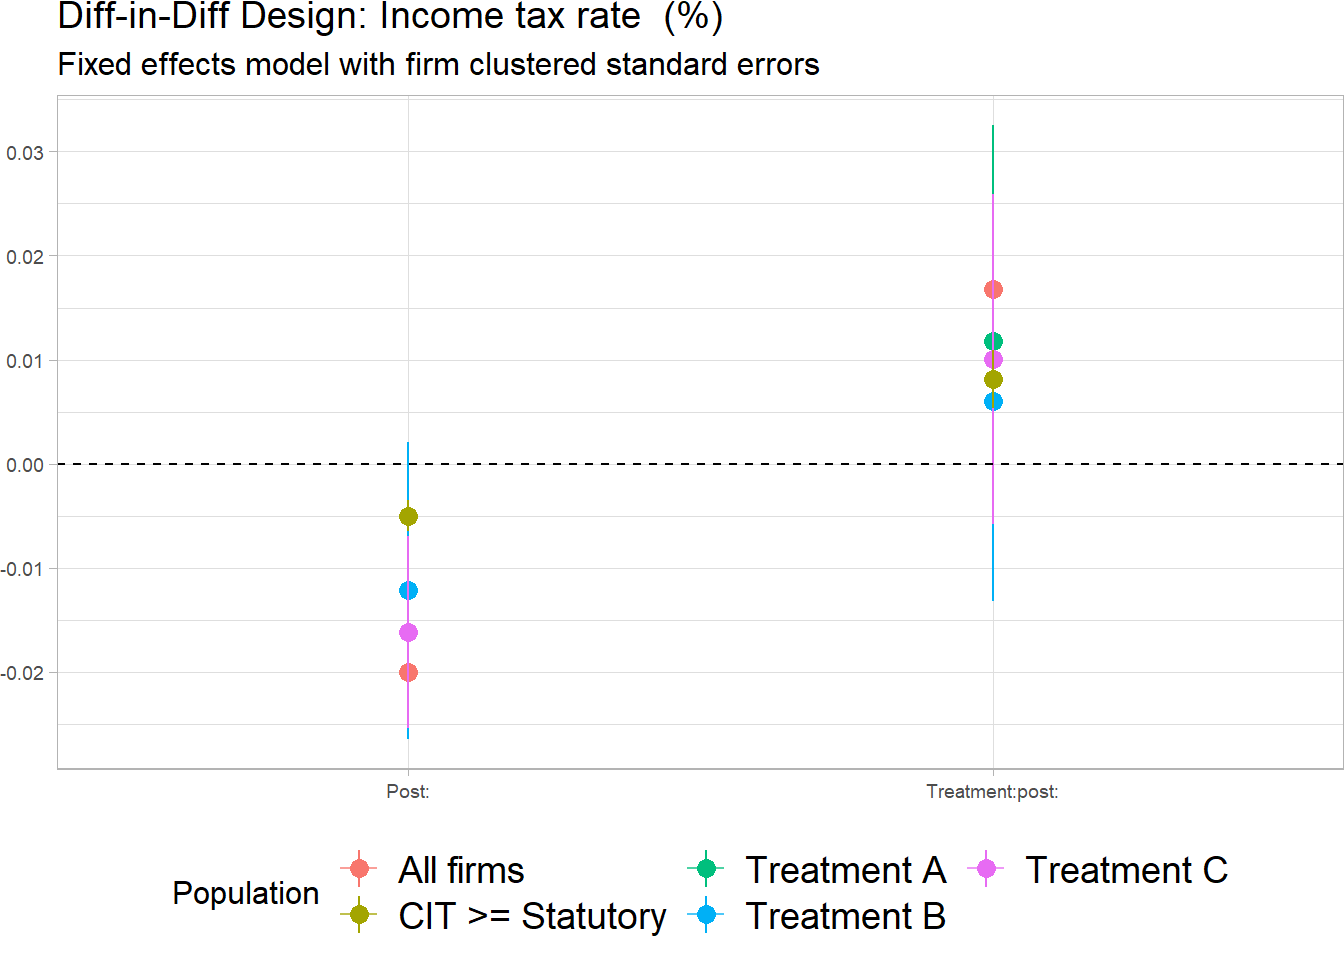 Diff-in-Diff Design: Income tax rate  (%)
Fixed effects model with firm clustered standard errors
0.03
0.02
0.01
0.00
-0.01
-0.02
Post:
Treatment:post:
Population
All firms
Treatment A
Treatment C
CIT >= Statutory
Treatment B